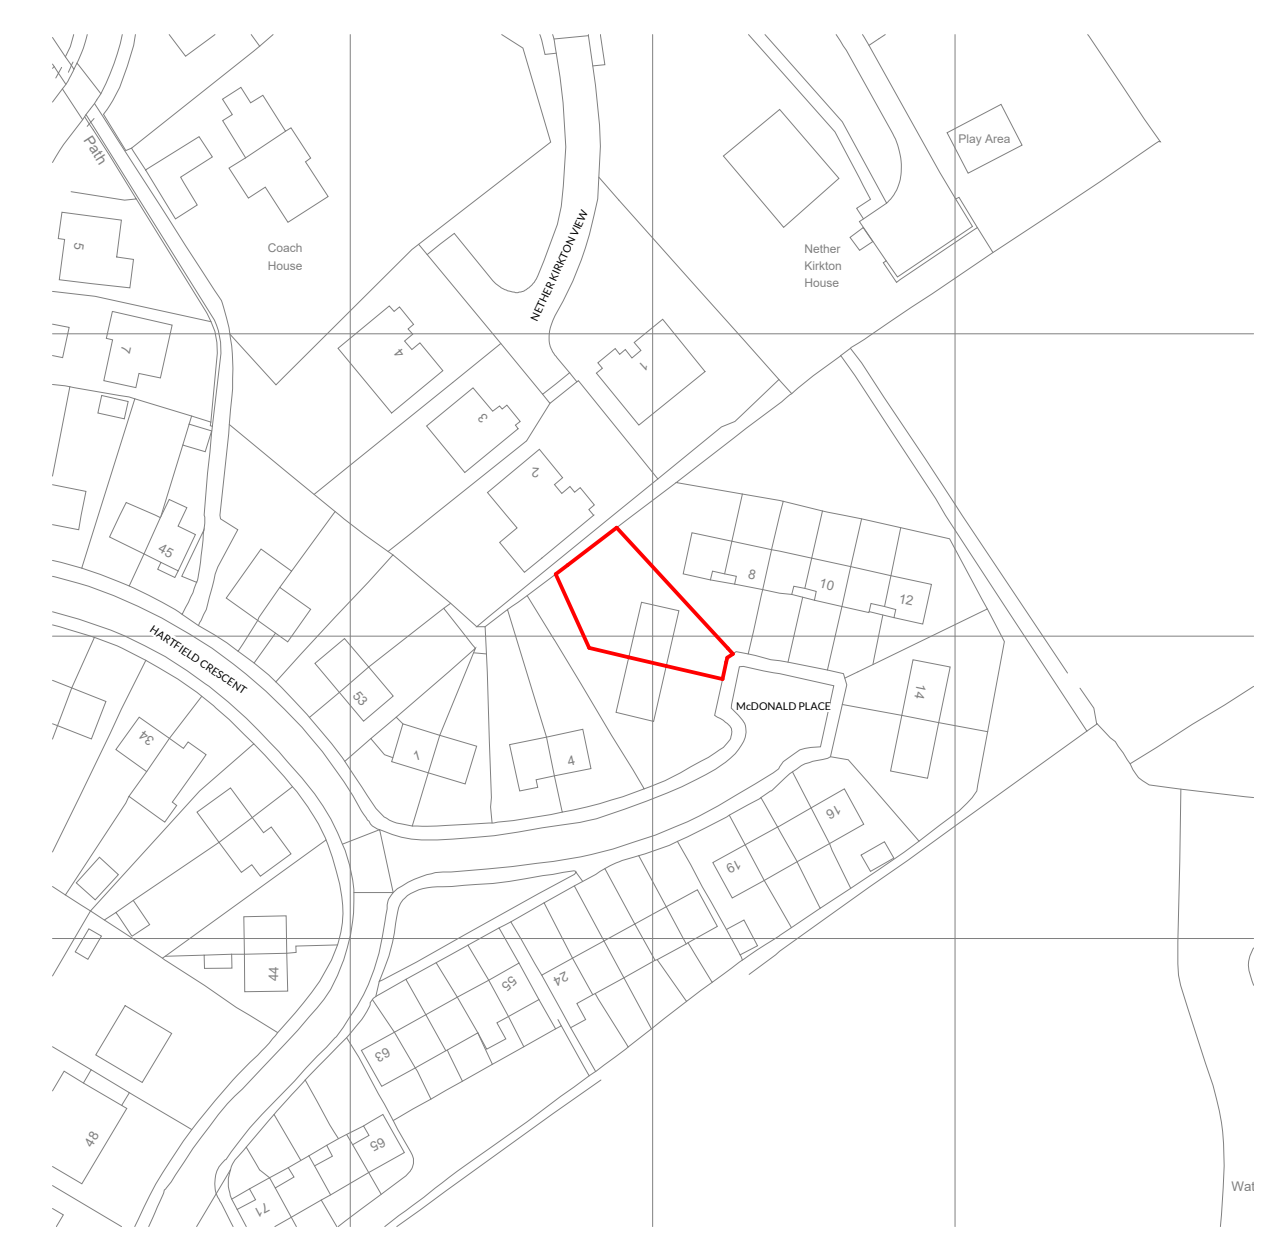 Path
Play Area
5
Coach
House
NETHER KIRKTON VIEW
Nether
Kirkton
House
7
4
1
3
2
45
8
10
12
HARTFIELD CRESCENT
53
14
McDONALD PLACE
34
1
4
16
19
44
55
24
63
48
65
71
Wat